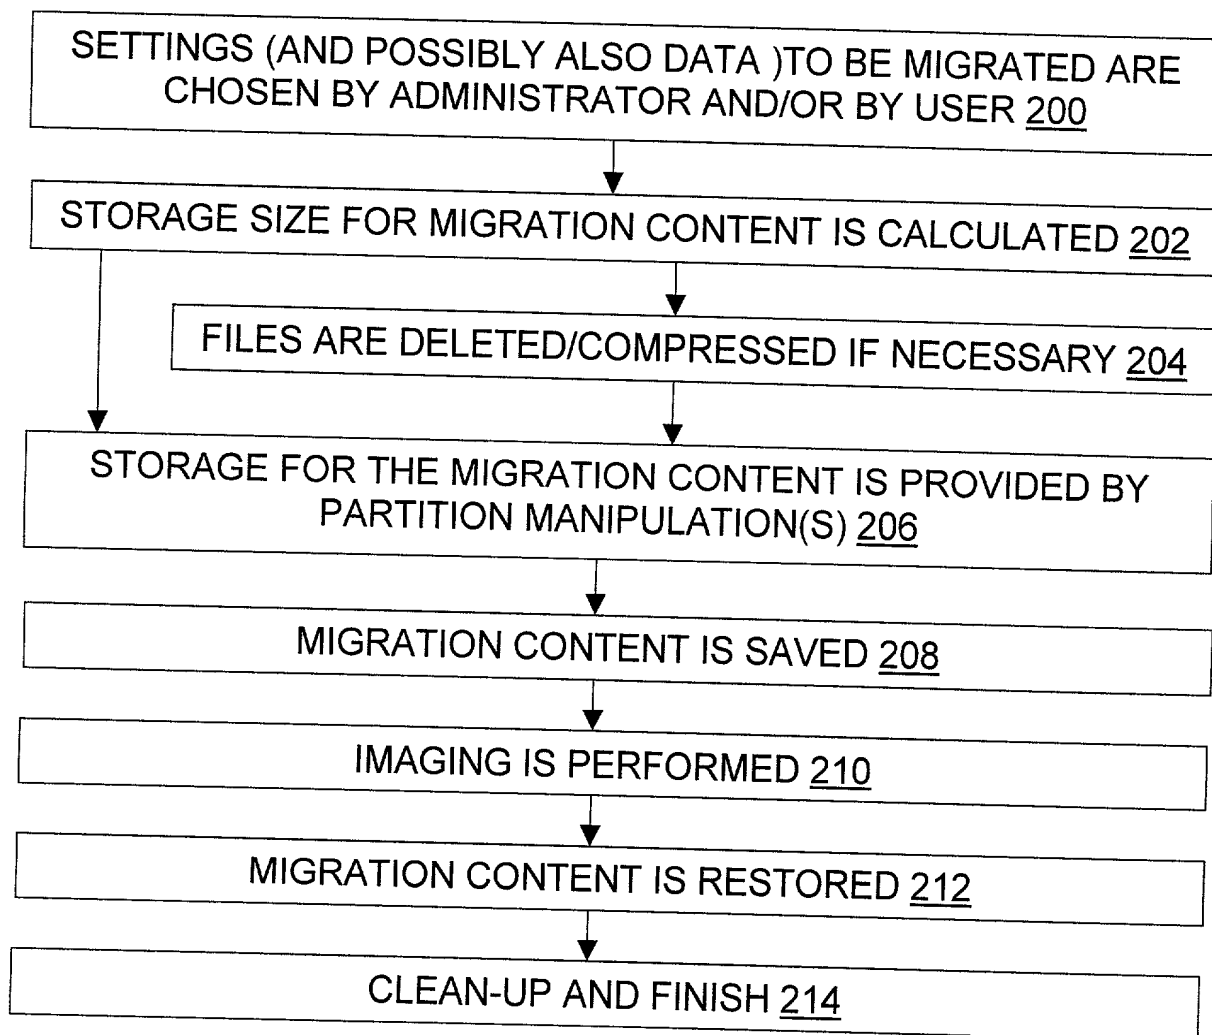 SETTINGS (AND POSSIBLY ALSO DATA )TO BE MIGRATED ARE
CHOSEN BY ADMINISTRATOR AND/OR BY USER 200
STORAGE SIZE FOR MIGRATION CONTENT IS CALCULATED 202
FILES ARE DELETED/COMPRESSED IF NECESSARY 204
STORAGE FOR THE MIGRATION CONTENT IS PROVIDED BY
PARTITION MANIPULATION(S) 206
MIGRATION CONTENT IS SAVED 208
IMAGING IS PERFORMED 210
MIGRATION CONTENT IS RESTORED 212
CLEAN-UP AND FINISH 214